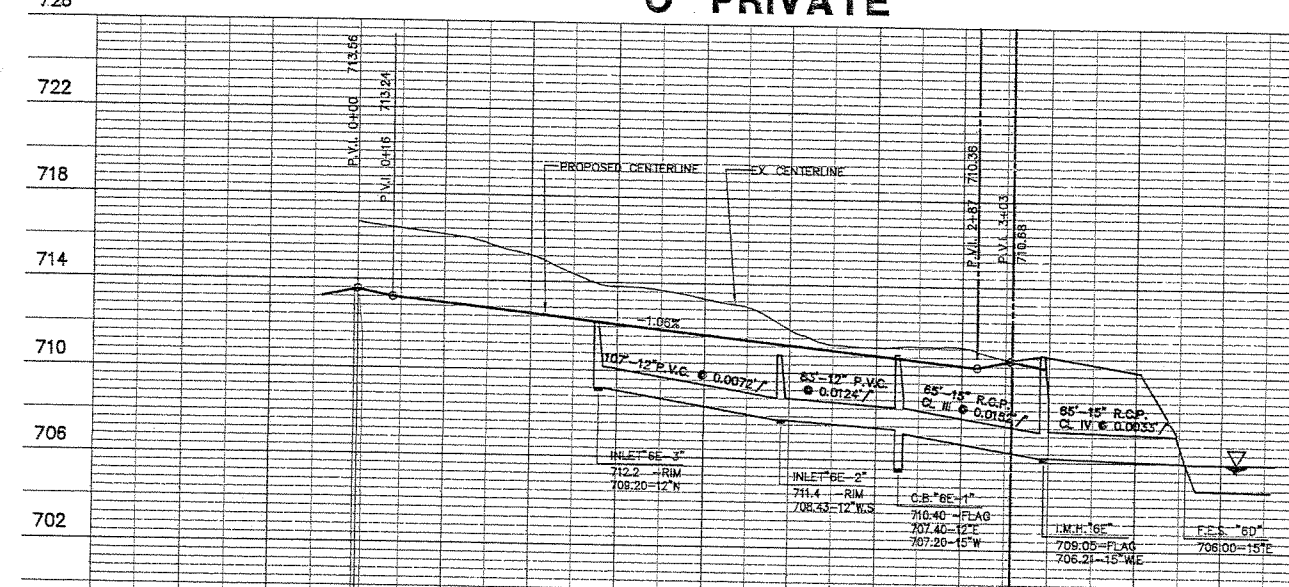 726
C PRIVATE
722
718
714
710
706
702
P.V.I. 0+00 713.56
P.V.I. 0+16 713.24
PROPOSED CENTERLINE
EX. CENTERLINE
P.V.I. 2+87 710.36
P.V.I. 3+03
710.68
-1.06%
107'-12" P.V.C. @ 0.0072'/'
83'-12" P.V.C.
@ 0.0124'/'
65'-15" R.C.P.
CL III @ 0.0152'/'
65'-15" R.C.P.
CL IV @ 0.0033'/'
INLET "6E-3"
712.2 -RIM
709.20-12"N
INLET "6E-2"
711.4 -RIM
708.43-12"W.S
C.B. "6E-1"
710.40 -FLAG
707.40-12"E
707.20-15"W
I.M.H. "6E"
709.05-FLAG
706.21-15"W.E
F.E.S. "6D"
706.00-15"E